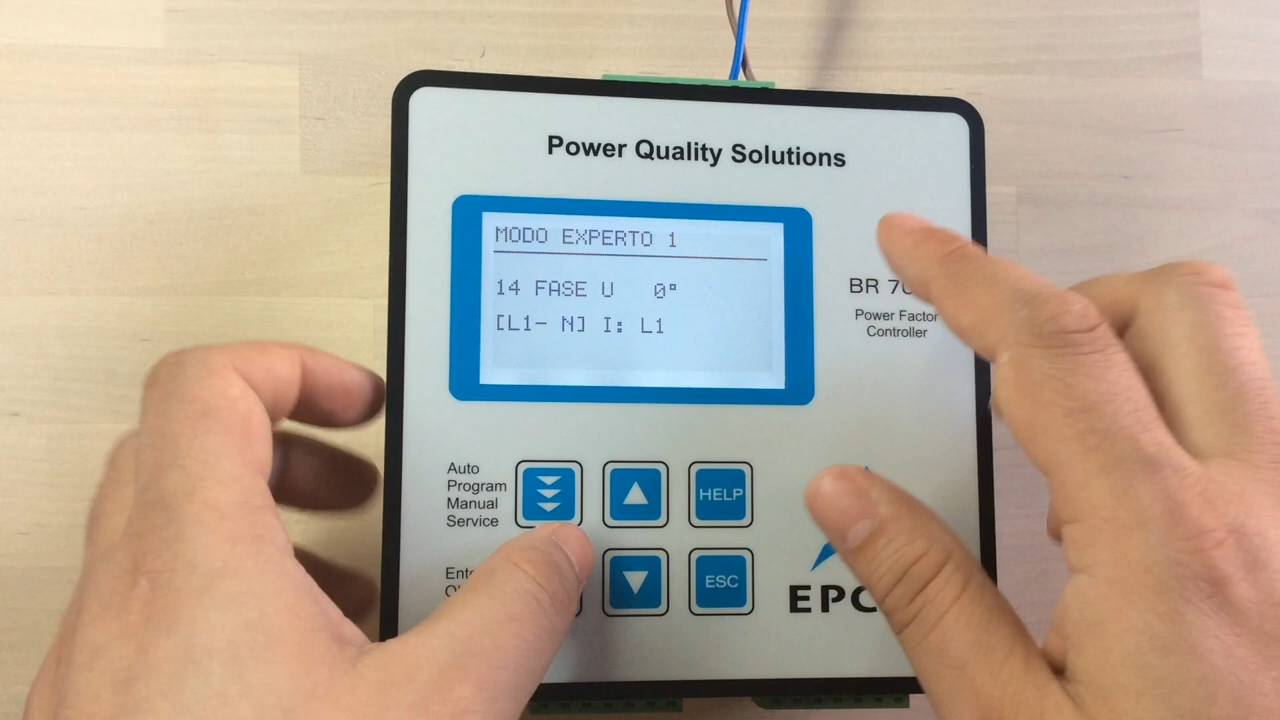 Power Quality Solutions
MODO EXPERTO 1
14 FASE U 0°
[L1- N] I: L1
Power Factor
Controller
BR
Auto
Program
Manual
Service
HELP
ESC